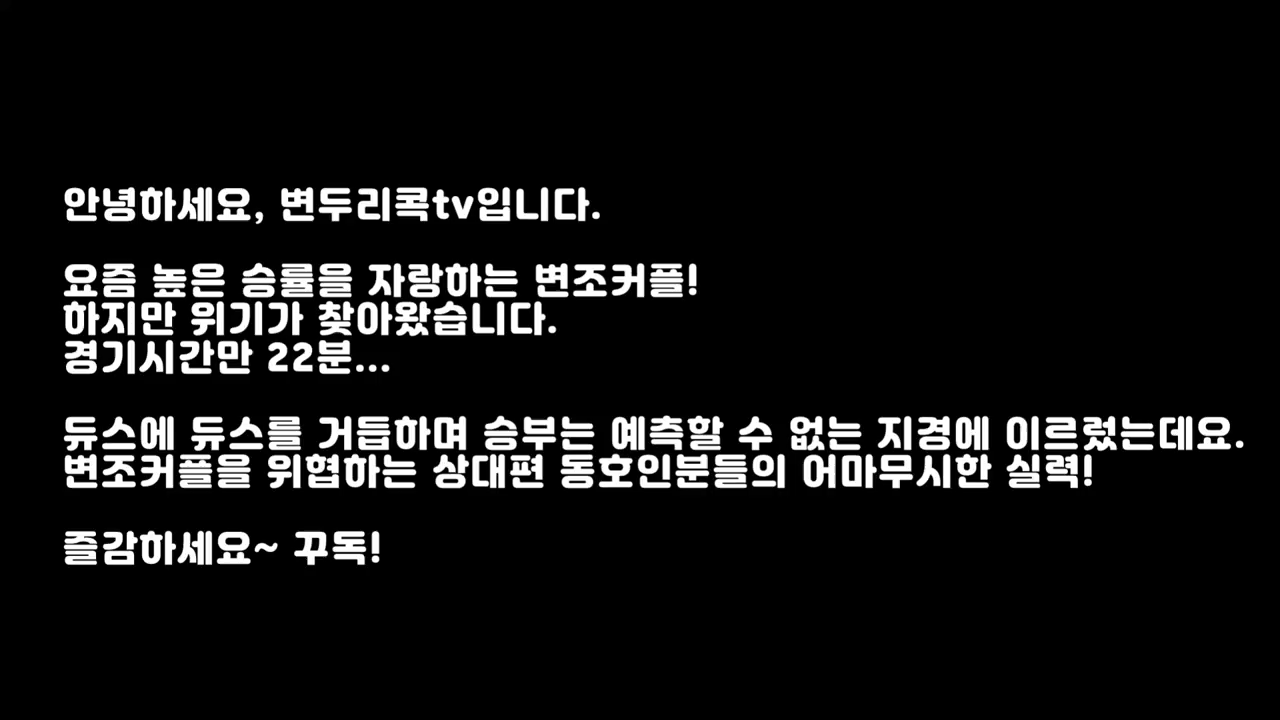 안녕하세요, 변두리콕tv입니다.
요즘 높은 승률을 자랑하는 변조커플!
하지만 위기가 찾아왔습니다.
경기시간만 22분...
듀스에 듀스를 거듭하며 승부는 예측할 수 없는 지경에 이르렀는데요.
변조커플을 위협하는 상대편 동호인분들의 어마무시한 실력!
즐감하세요~ 꾸독!